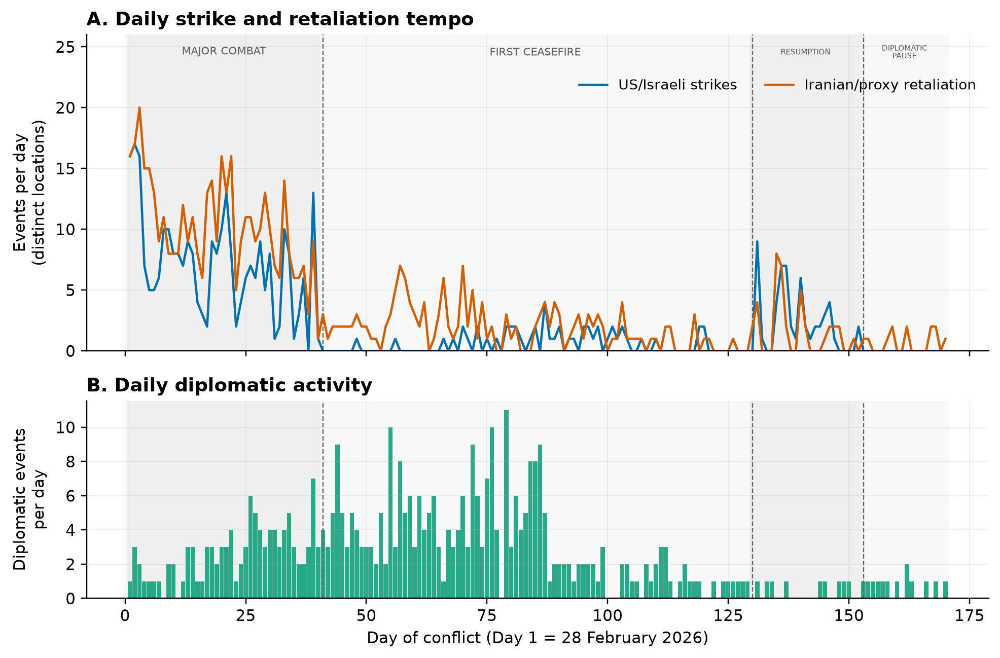 A. Daily strike and retaliation tempo
25
20
15
10
5
0
Events per day
(distinct locations)
MAJOR COMBAT
FIRST CEASEFIRE
RESUMPTION
DIPLOMATIC
PAUSE
US/Israeli strikes
Iranian/proxy retaliation
B. Daily diplomatic activity
10
8
6
4
2
0
Diplomatic events
per day
0 25 50 75 100 125 150 175
Day of conflict (Day 1 = 28 February 2026)